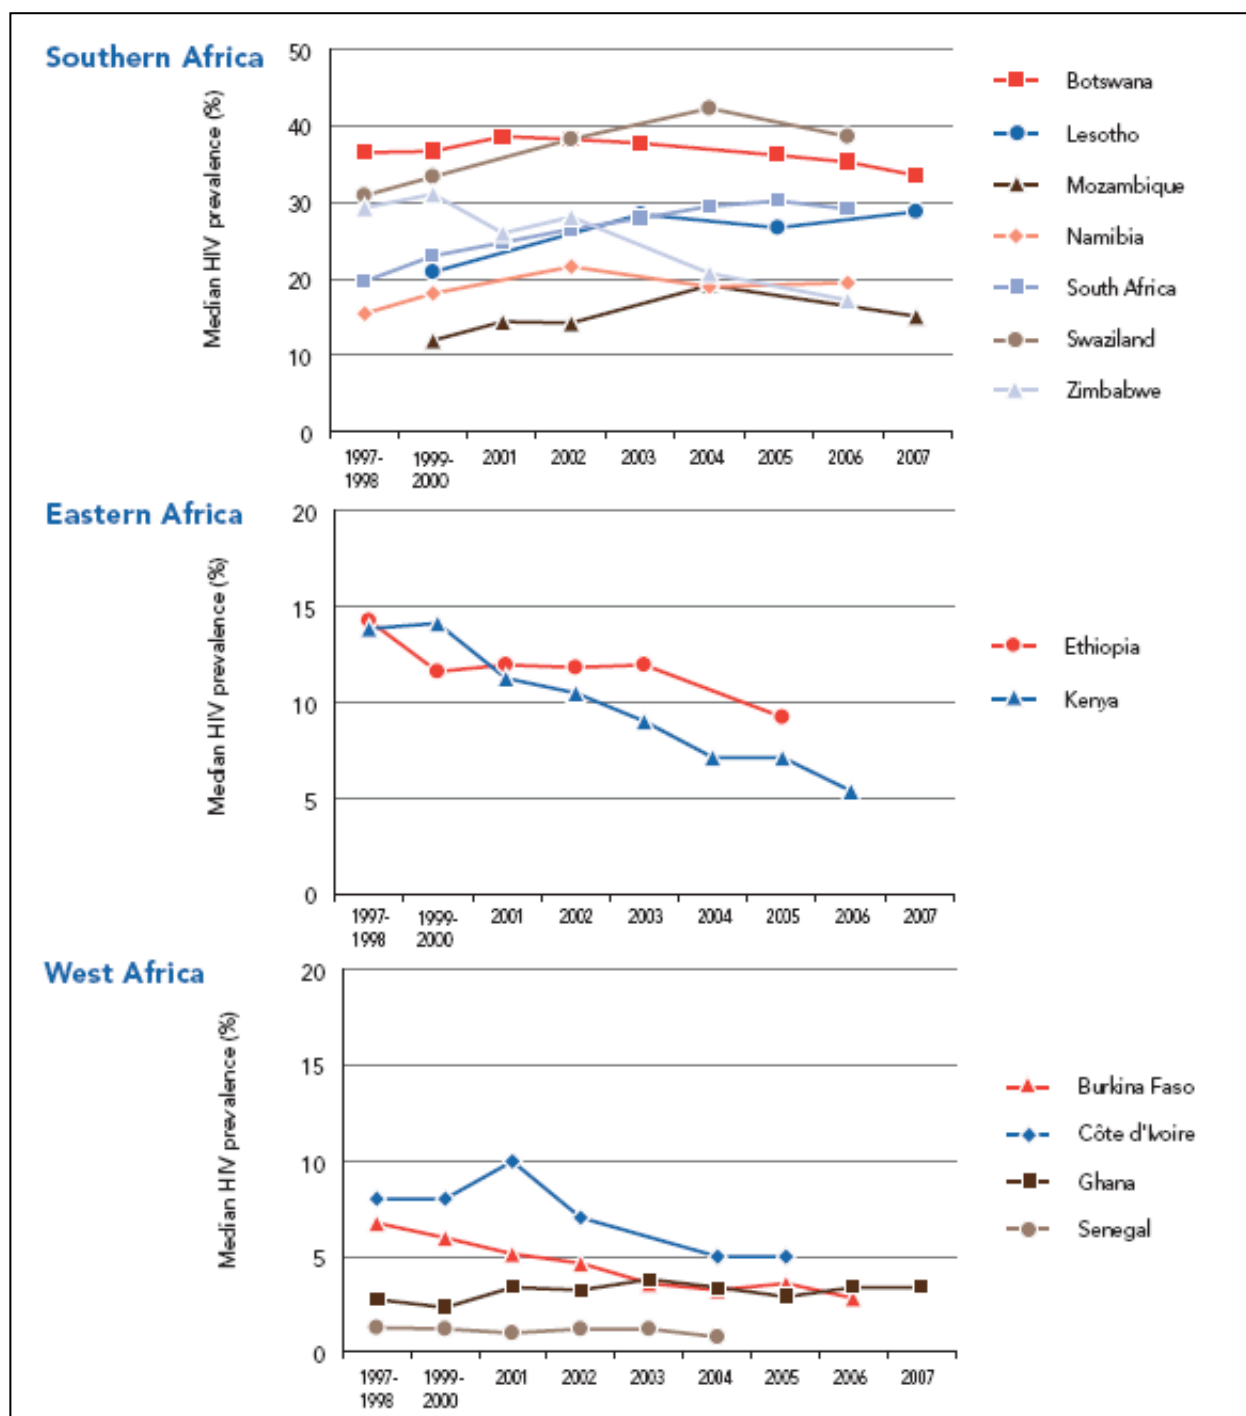 Southern Africa
Median HIV prevalence (%)
50
40
30
20
10
0
1997-
1998
1999-
2000
2001
2002
2003
2004
2005
2006
2007
Botswana
Lesotho
Mozambique
Namibia
South Africa
Swaziland
Zimbabwe
Eastern Africa
Median HIV prevalence (%)
20
15
10
5
0
1997-
1998
1999-
2000
2001
2002
2003
2004
2005
2006
2007
Ethiopia
Kenya
West Africa
Median HIV prevalence (%)
20
15
10
5
0
1997-
1998
1999-
2000
2001
2002
2003
2004
2005
2006
2007
Burkina Faso
Côte d'Ivoire
Ghana
Senegal